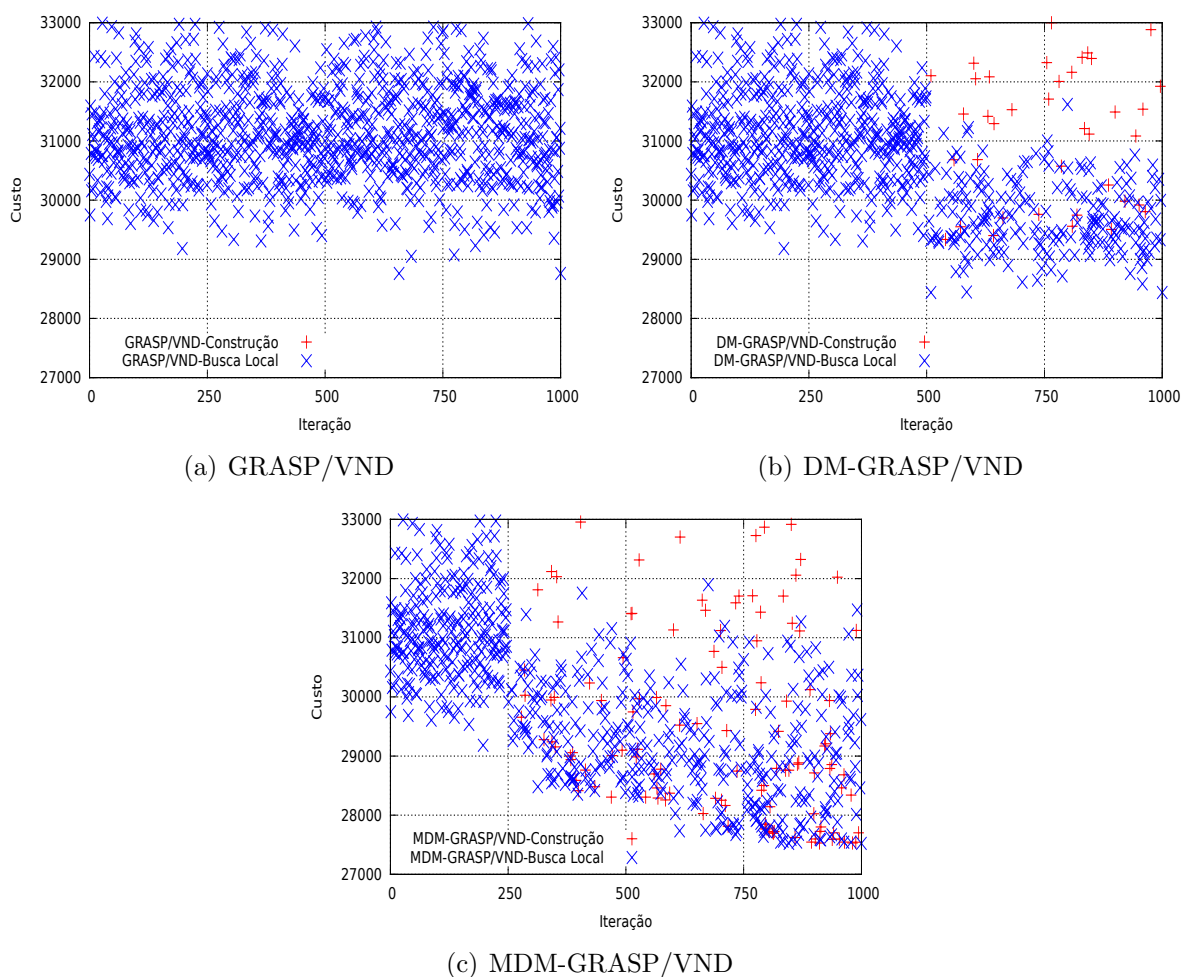 33000
32000
31000
30000
29000
28000
27000
Custo
GRASP/VND-Construção
GRASP/VND-Busca Local
0 250 500 750 1000
Iteração
(a) GRASP/VND
33000
32000
31000
30000
29000
28000
27000
Custo
DM-GRASP/VND-Construção
DM-GRASP/VND-Busca Local
0 250 500 750 1000
Iteração
(b) DM-GRASP/VND
33000
32000
31000
30000
29000
28000
27000
Custo
MDM-GRASP/VND-Construção
MDM-GRASP/VND-Busca Local
0 250 500 750 1000
Iteração
(c) MDM-GRASP/VND